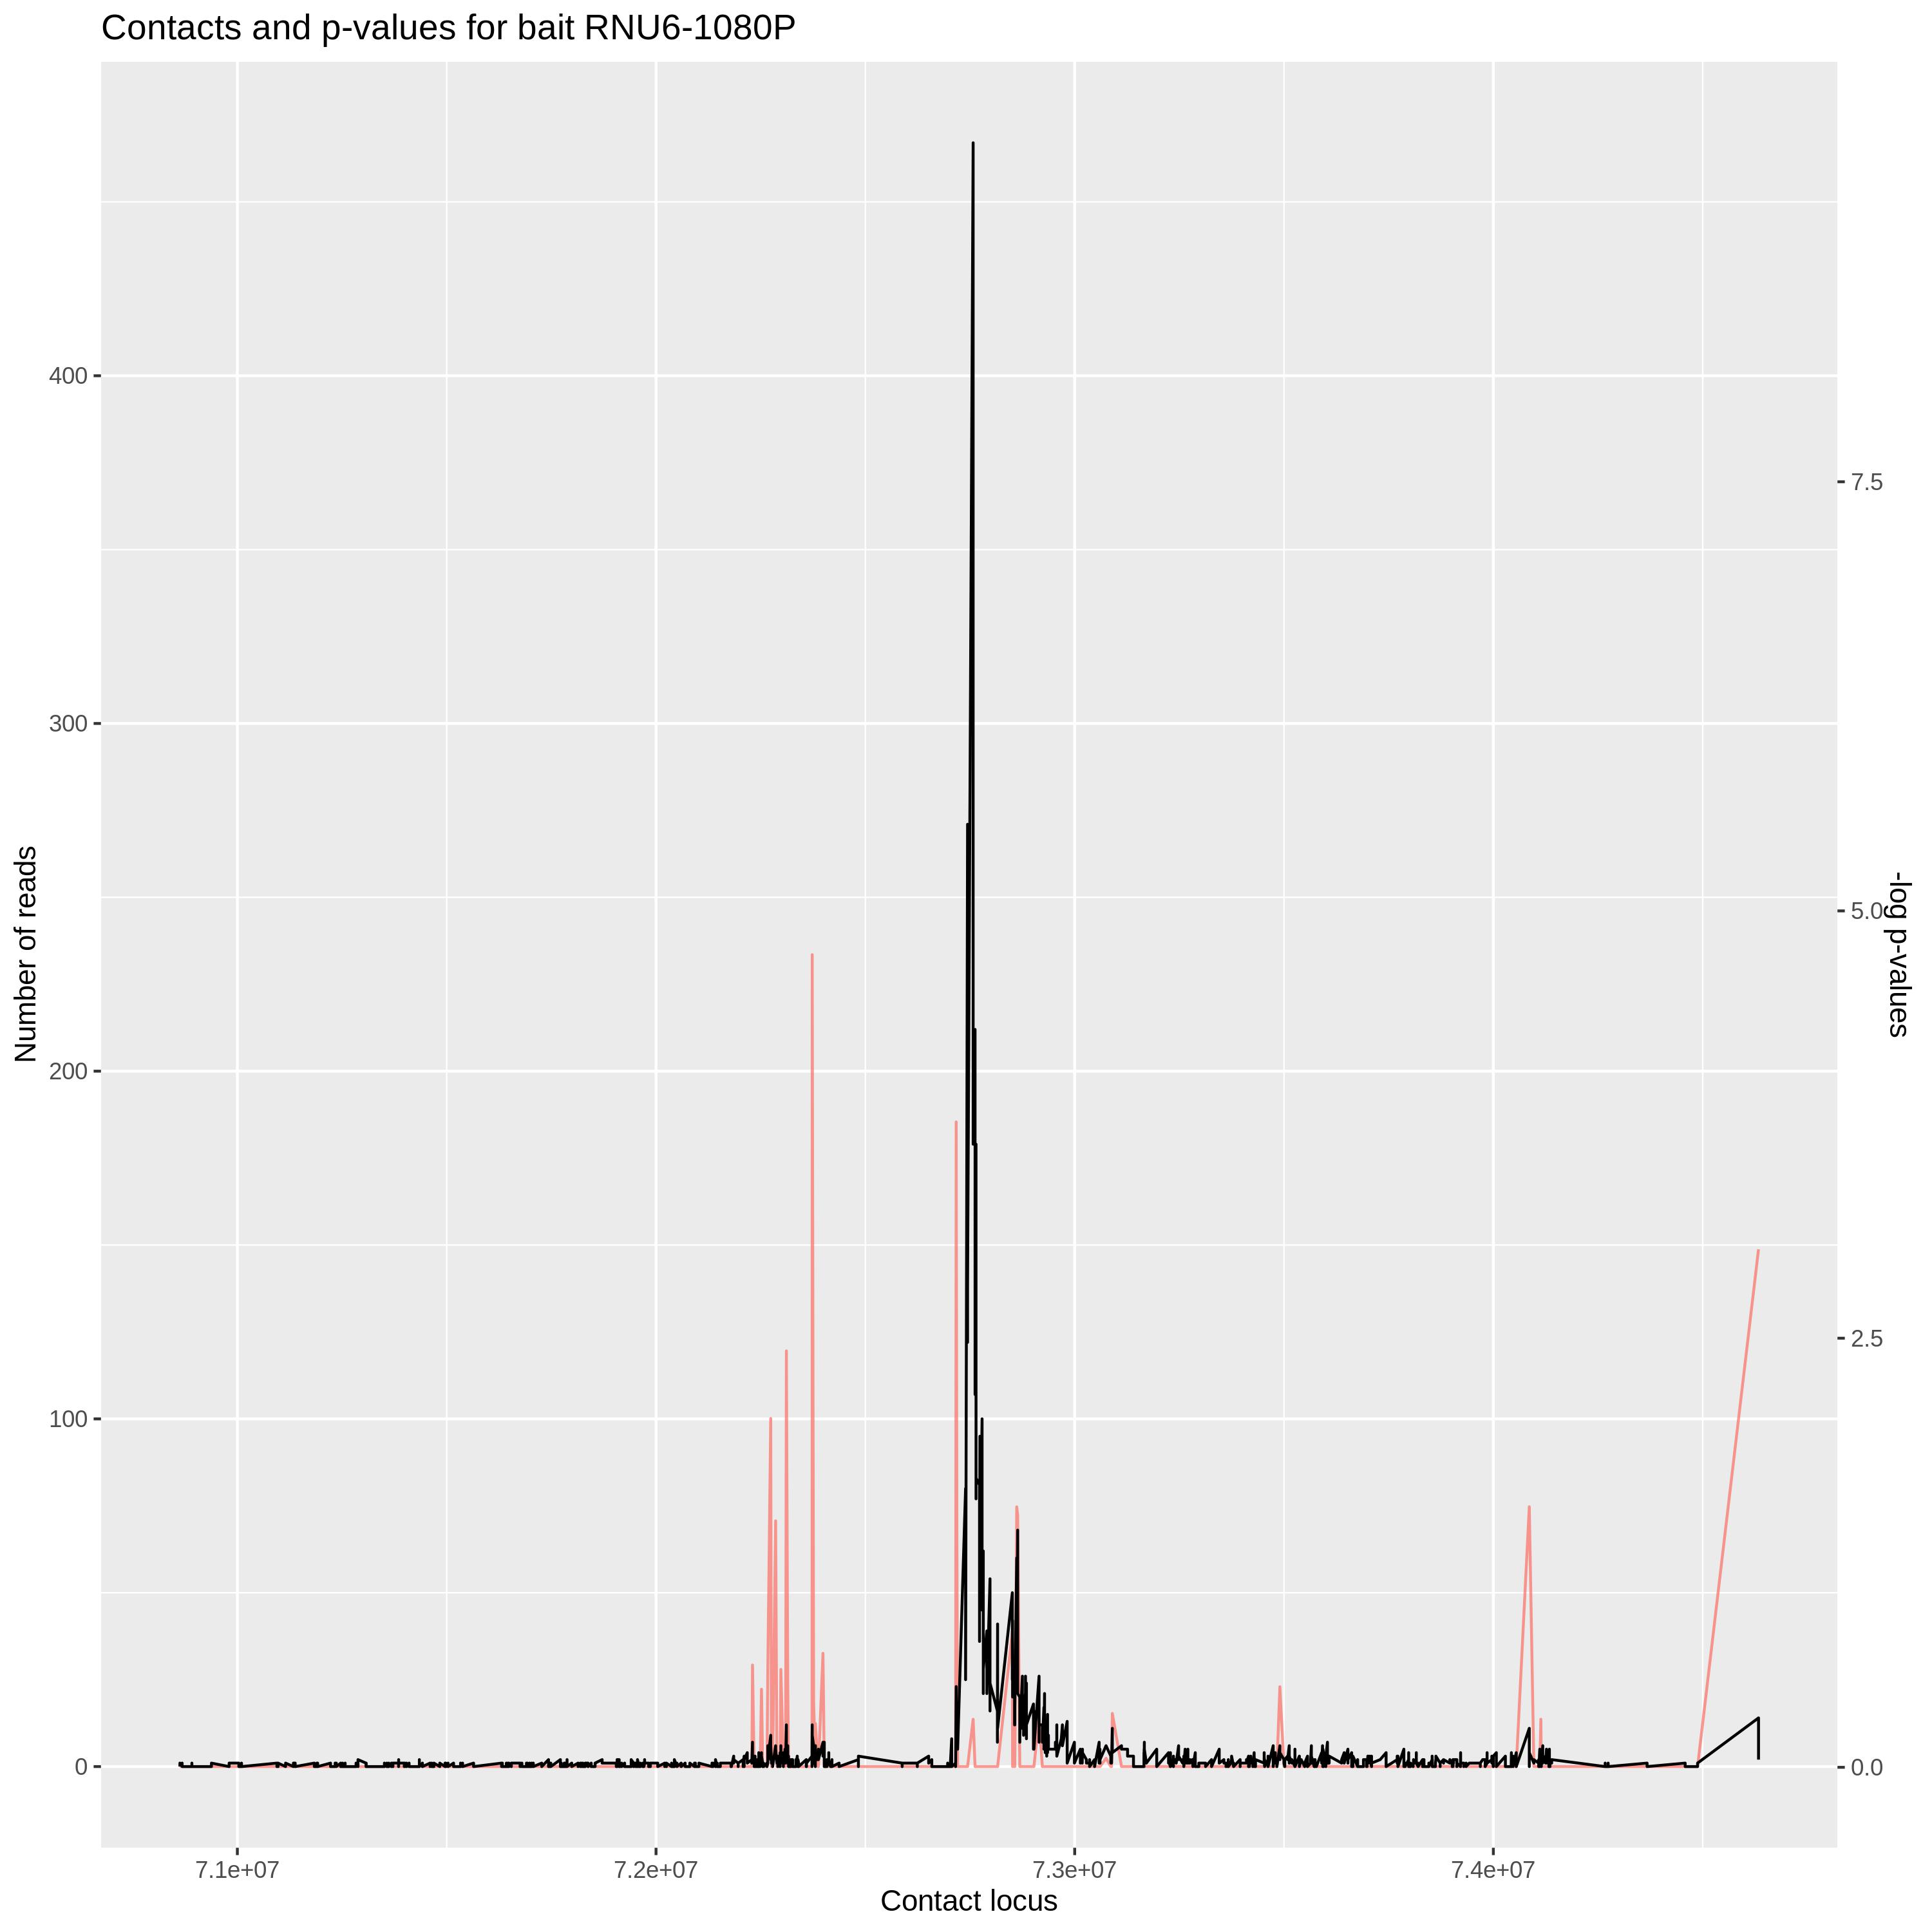 Contacts and p-values for bait RNU6-1080P
Number of reads
400
300
200
100
0
7.5
5.0
2.5
0.0
-log p-values
7.1e+07 7.2e+07 7.3e+07 7.4e+07
Contact locus